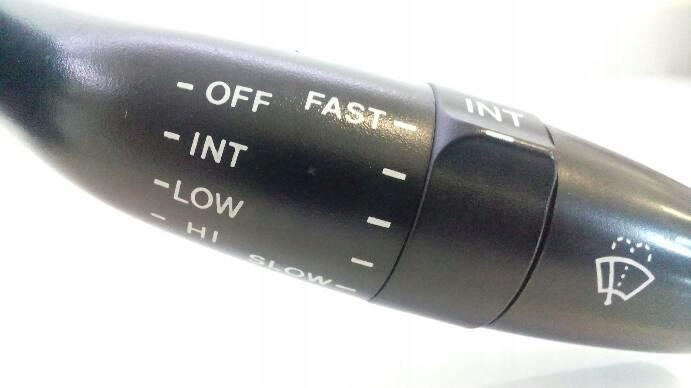 - OFF
- INT
- LOW
- HI
FAST -
SLOW -
INT